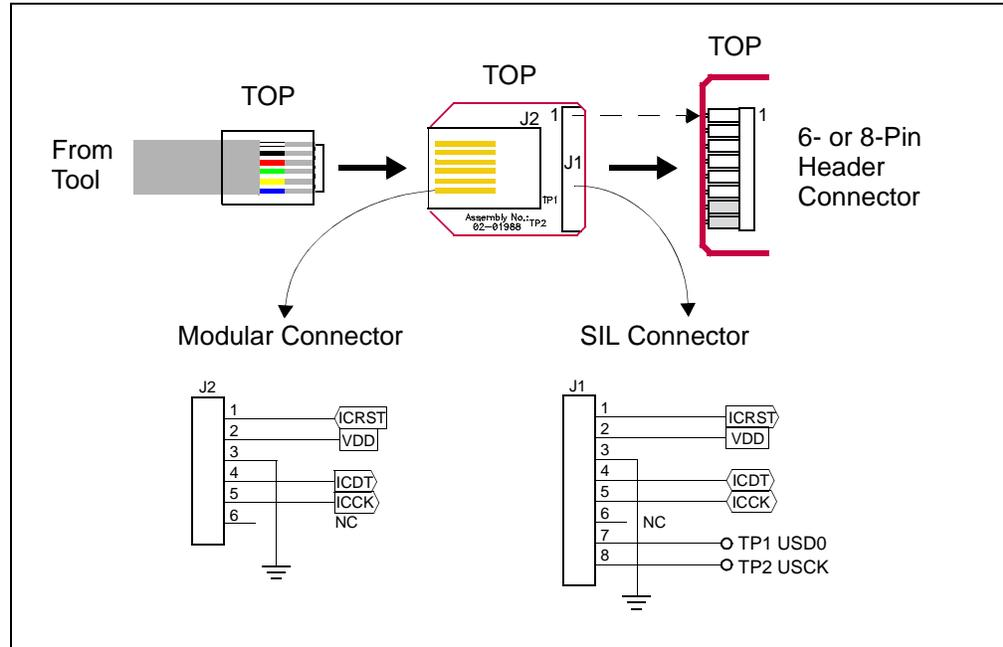 TOP
TOP
TOP
From
Tool
J2
1
J1
TP1
Assembly No.:
02-01988
TP2
1
6- or 8-Pin
Header
Connector
Modular Connector
J2
1
ICRST
2
VDD
3
4
ICDT
5
ICCK
6
NC
SIL Connector
J1
1
ICRST
2
VDD
3
4
ICDT
5
ICCK
6
NC
7
TP1 USD0
8
TP2 USCK